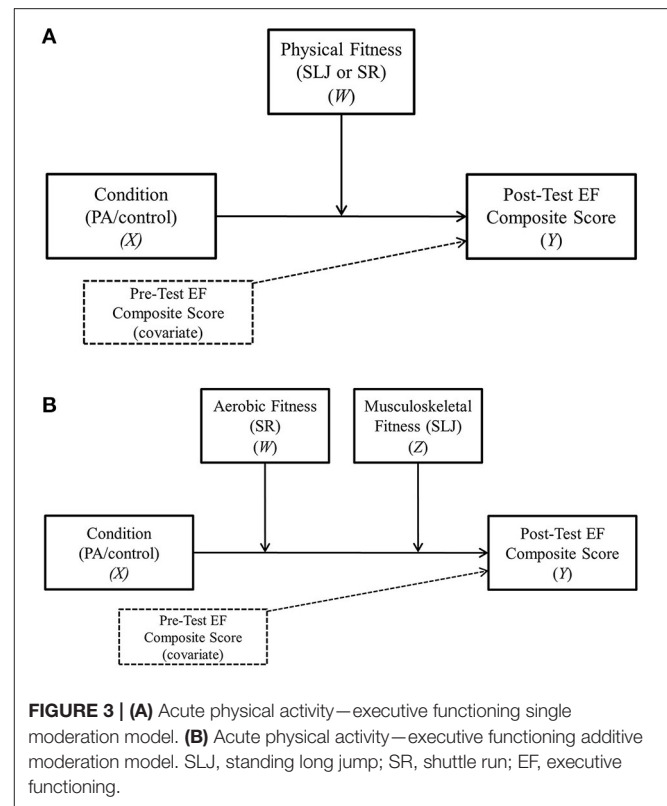 A
Physical Fitness
(SLJ or SR)
(W)
Condition
(PA/control)
(X)
Post-Test EF
Composite Score
(Y)
Pre-Test EF
Composite Score
(covariate)
B
Aerobic Fitness
(SR)
(W)
Musculoskeletal
Fitness (SLJ)
(Z)
Condition
(PA/control)
(X)
Post-Test EF
Composite Score
(Y)
Pre-Test EF
Composite Score
(covariate)
FIGURE 3 | (A) Acute physical activity—executive functioning single
moderation model. (B) Acute physical activity—executive functioning additive
moderation model. SLJ, standing long jump; SR, shuttle run; EF, executive
functioning.